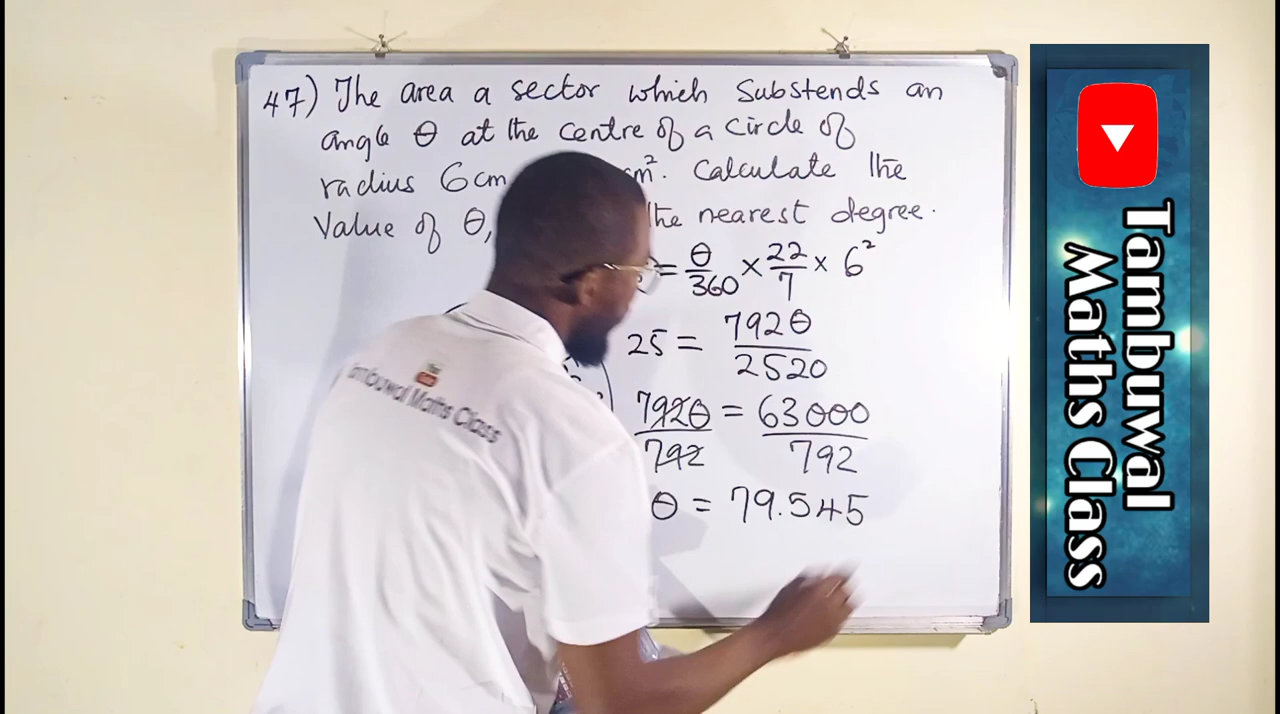 47) The area a sector which Substends an
angle θ at the centre of a circle of
radius 6cm cm². Calculate the
Value of θ, the nearest degree.
= θ/360 × 22/7 × 6²
25 = 792θ/2520
792θ/792 = 63000/792
θ = 79.545
Tambuwal Maths Class
Tambuwal
Maths Class